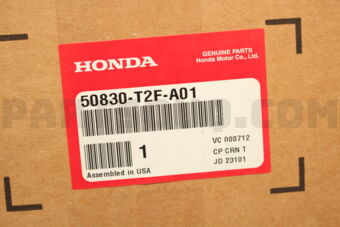 HONDA
GENUINE PARTS
Honda Motor Co., Ltd.
50830-T2F-A01
1
VC 000712
CP CRN T
JD 23101
Assembled in USA